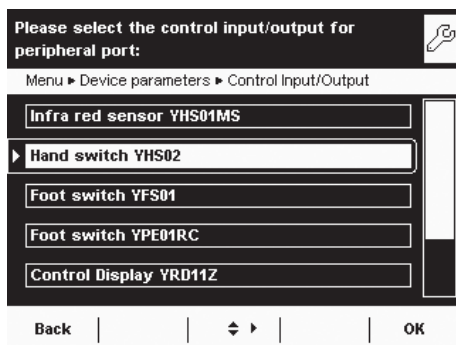 Please select the control input/output for
peripheral port:
Menu ▸ Device parameters ▸ Control Input/Output
Infra red sensor YHS01MS
Hand switch YHS02
Foot switch YFS01
Foot switch YPE01RC
Control Display YRD11Z
Back OK